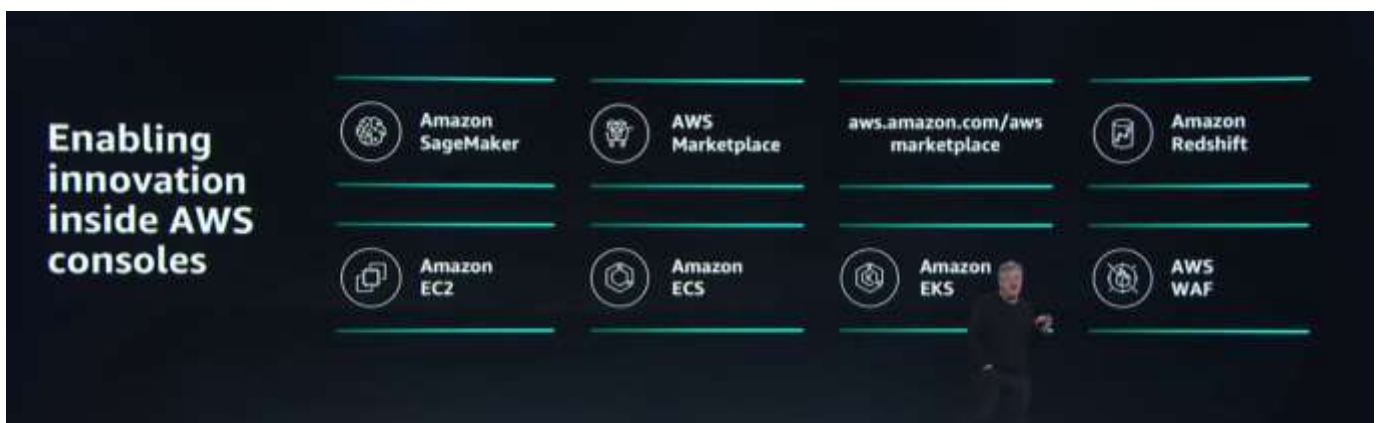 Enabling
innovation
inside AWS
consoles
Amazon
SageMaker
AWS
Marketplace
aws.amazon.com/aws
marketplace
Amazon
Redshift
Amazon
EC2
Amazon
ECS
Amazon
EKS
AWS
WAF